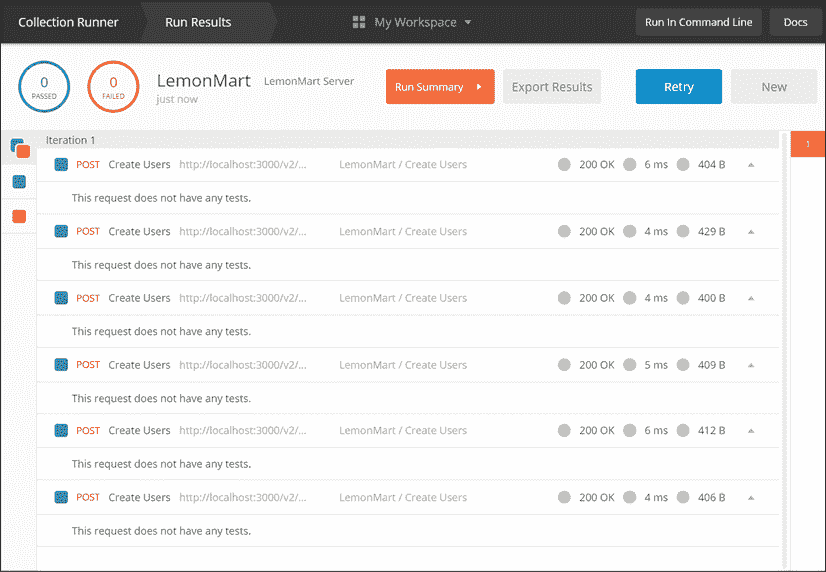 Collection Runner Run Results My Workspace Run In Command Line Docs
0 PASSED 0 FAILED LemonMart LemonMart Server just now Run Summary Export Results Retry New
Iteration 1 1
POST Create Users http://localhost:3000/v2/... LemonMart / Create Users 200 OK 6 ms 404 B
This request does not have any tests.
POST Create Users http://localhost:3000/v2/... LemonMart / Create Users 200 OK 4 ms 429 B
This request does not have any tests.
POST Create Users http://localhost:3000/v2/... LemonMart / Create Users 200 OK 4 ms 400 B
This request does not have any tests.
POST Create Users http://localhost:3000/v2/... LemonMart / Create Users 200 OK 5 ms 409 B
This request does not have any tests.
POST Create Users http://localhost:3000/v2/... LemonMart / Create Users 200 OK 6 ms 412 B
This request does not have any tests.
POST Create Users http://localhost:3000/v2/... LemonMart / Create Users 200 OK 4 ms 406 B
This request does not have any tests.